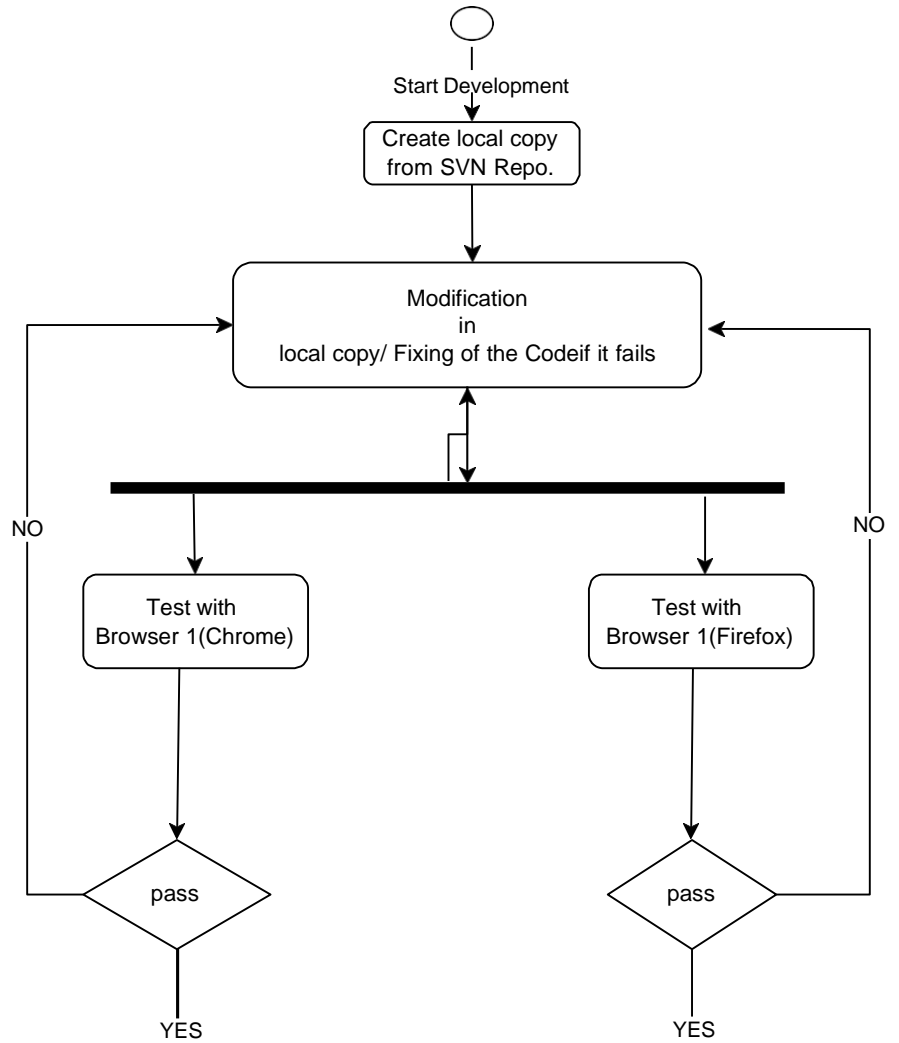 Start Development
Create local copy
from SVN Repo.
Modification
in
local copy/ Fixing of the Codeif it fails
NO
NO
Test with
Browser 1(Chrome)
Test with
Browser 1(Firefox)
pass
pass
YES
YES